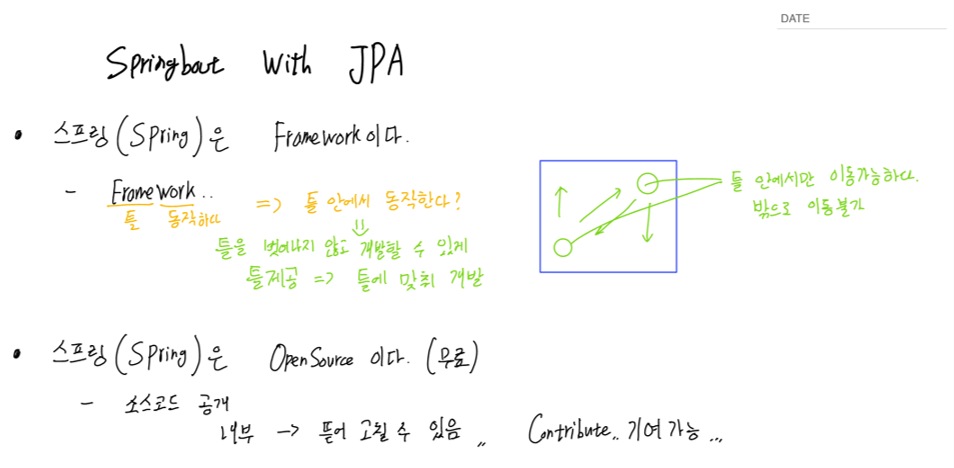 DATE
Springboot With JPA
• 스프링(Spring)은 Framework이다.
- Framework..
틀 동작하다
=> 틀 안에서 동작한다?
⇓
틀을 벗어나지 않고 개발할 수 있게
틀제공 => 틀에 맞춰 개발
틀 안에서만 이동가능하다.
밖으로 이동불가
• 스프링(Spring)은 OpenSource 이다. (무료)
- 소스코드 공개
내부 -> 뜯어 고칠 수 있음 ,, Contribute.. 기여 가능 ...